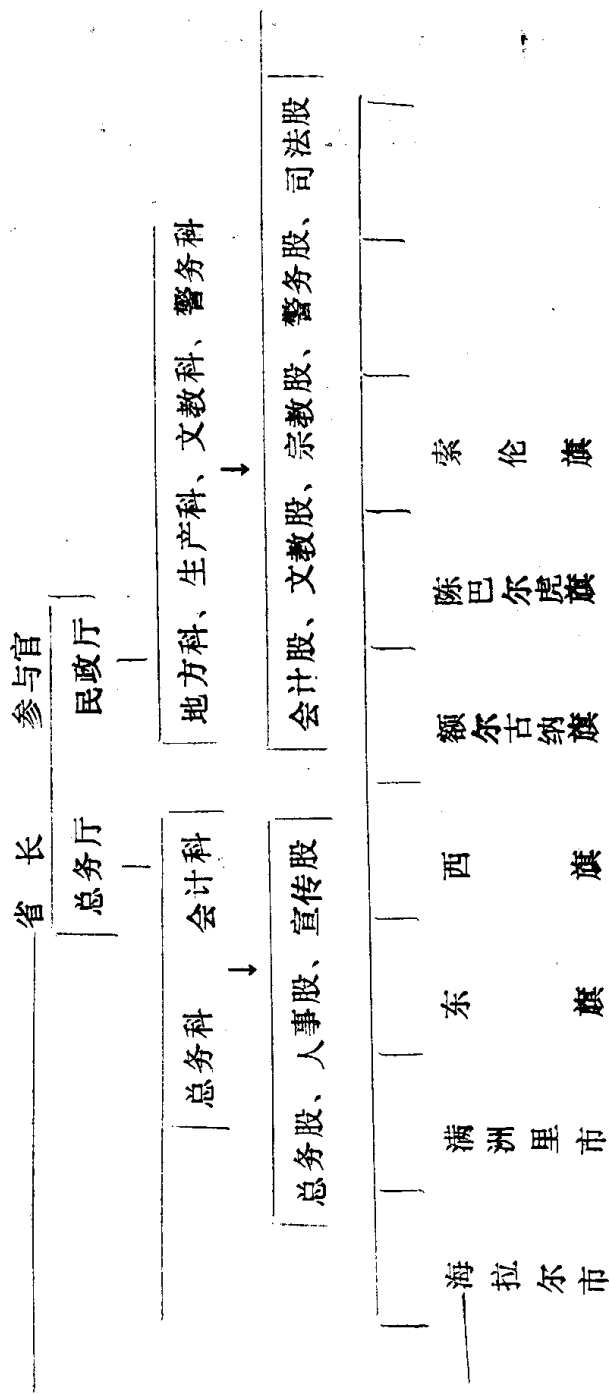 省长 参与官
总务厅 民政厅
总务科 会计科 地方科、生产科、文教科、警务科
↓ ↓
总务股、人事股、宣传股 会计股、文教股、宗教股、警务股、司法股
海拉尔市
满洲里市
东旗
西旗
额尔古纳旗
陈巴尔虎旗
索伦旗